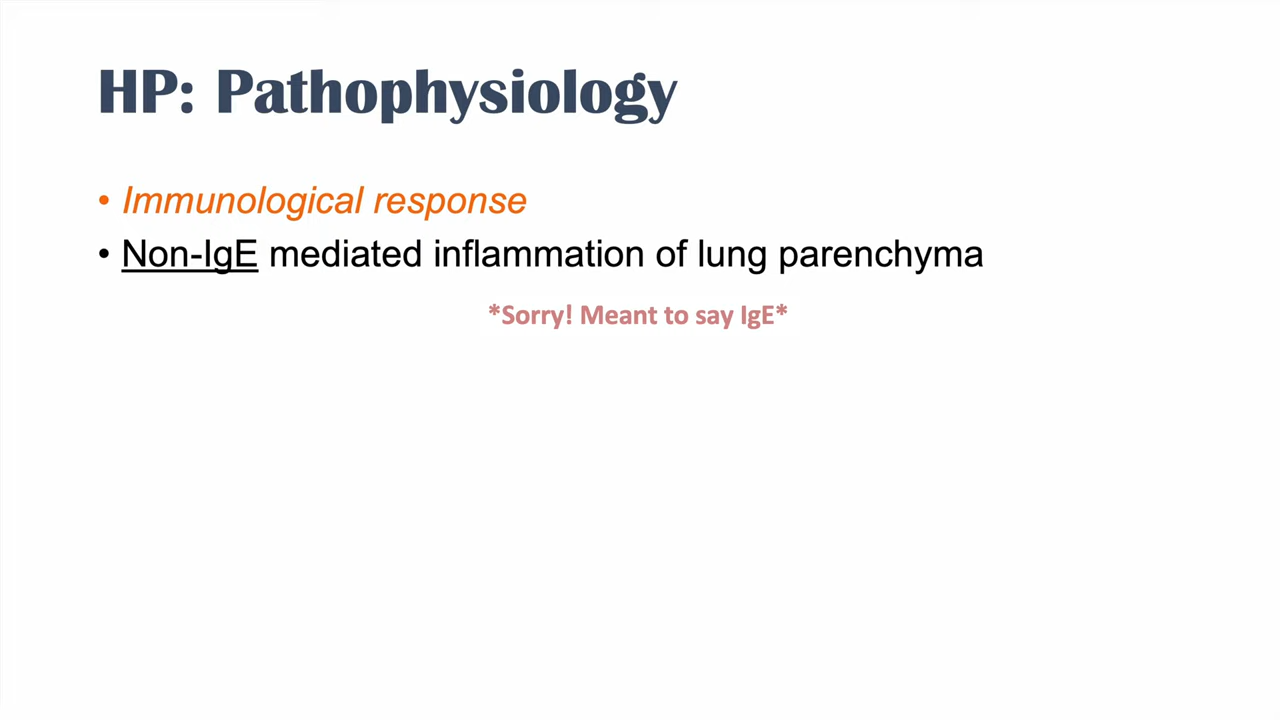 HP: Pathophysiology
• Immunological response
• Non-IgE mediated inflammation of lung parenchyma
*Sorry! Meant to say IgE*